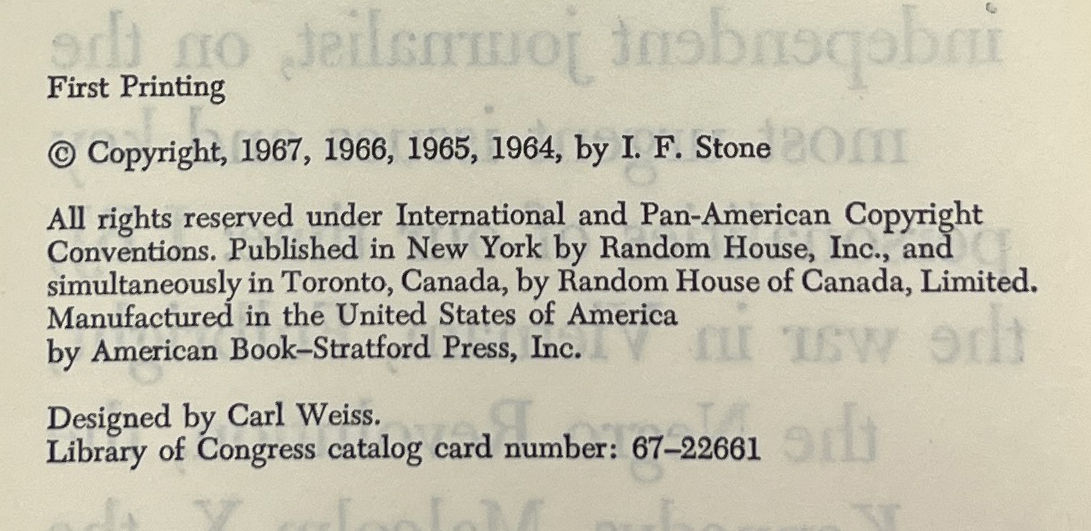 First Printing
© Copyright, 1967, 1966, 1965, 1964, by I. F. Stone
All rights reserved under International and Pan-American Copyright
Conventions. Published in New York by Random House, Inc., and
simultaneously in Toronto, Canada, by Random House of Canada, Limited.
Manufactured in the United States of America
by American Book–Stratford Press, Inc.
Designed by Carl Weiss.
Library of Congress catalog card number: 67–22661